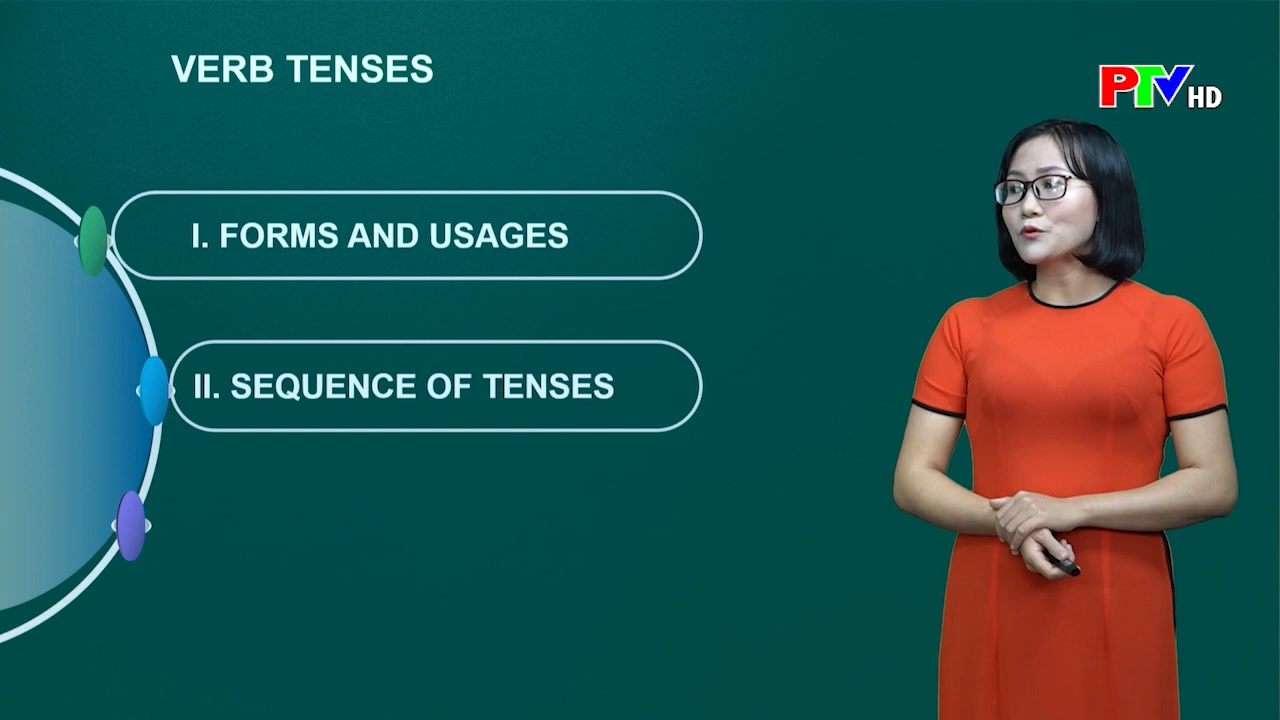 VERB TENSES
PTV HD
I. FORMS AND USAGES
II. SEQUENCE OF TENSES